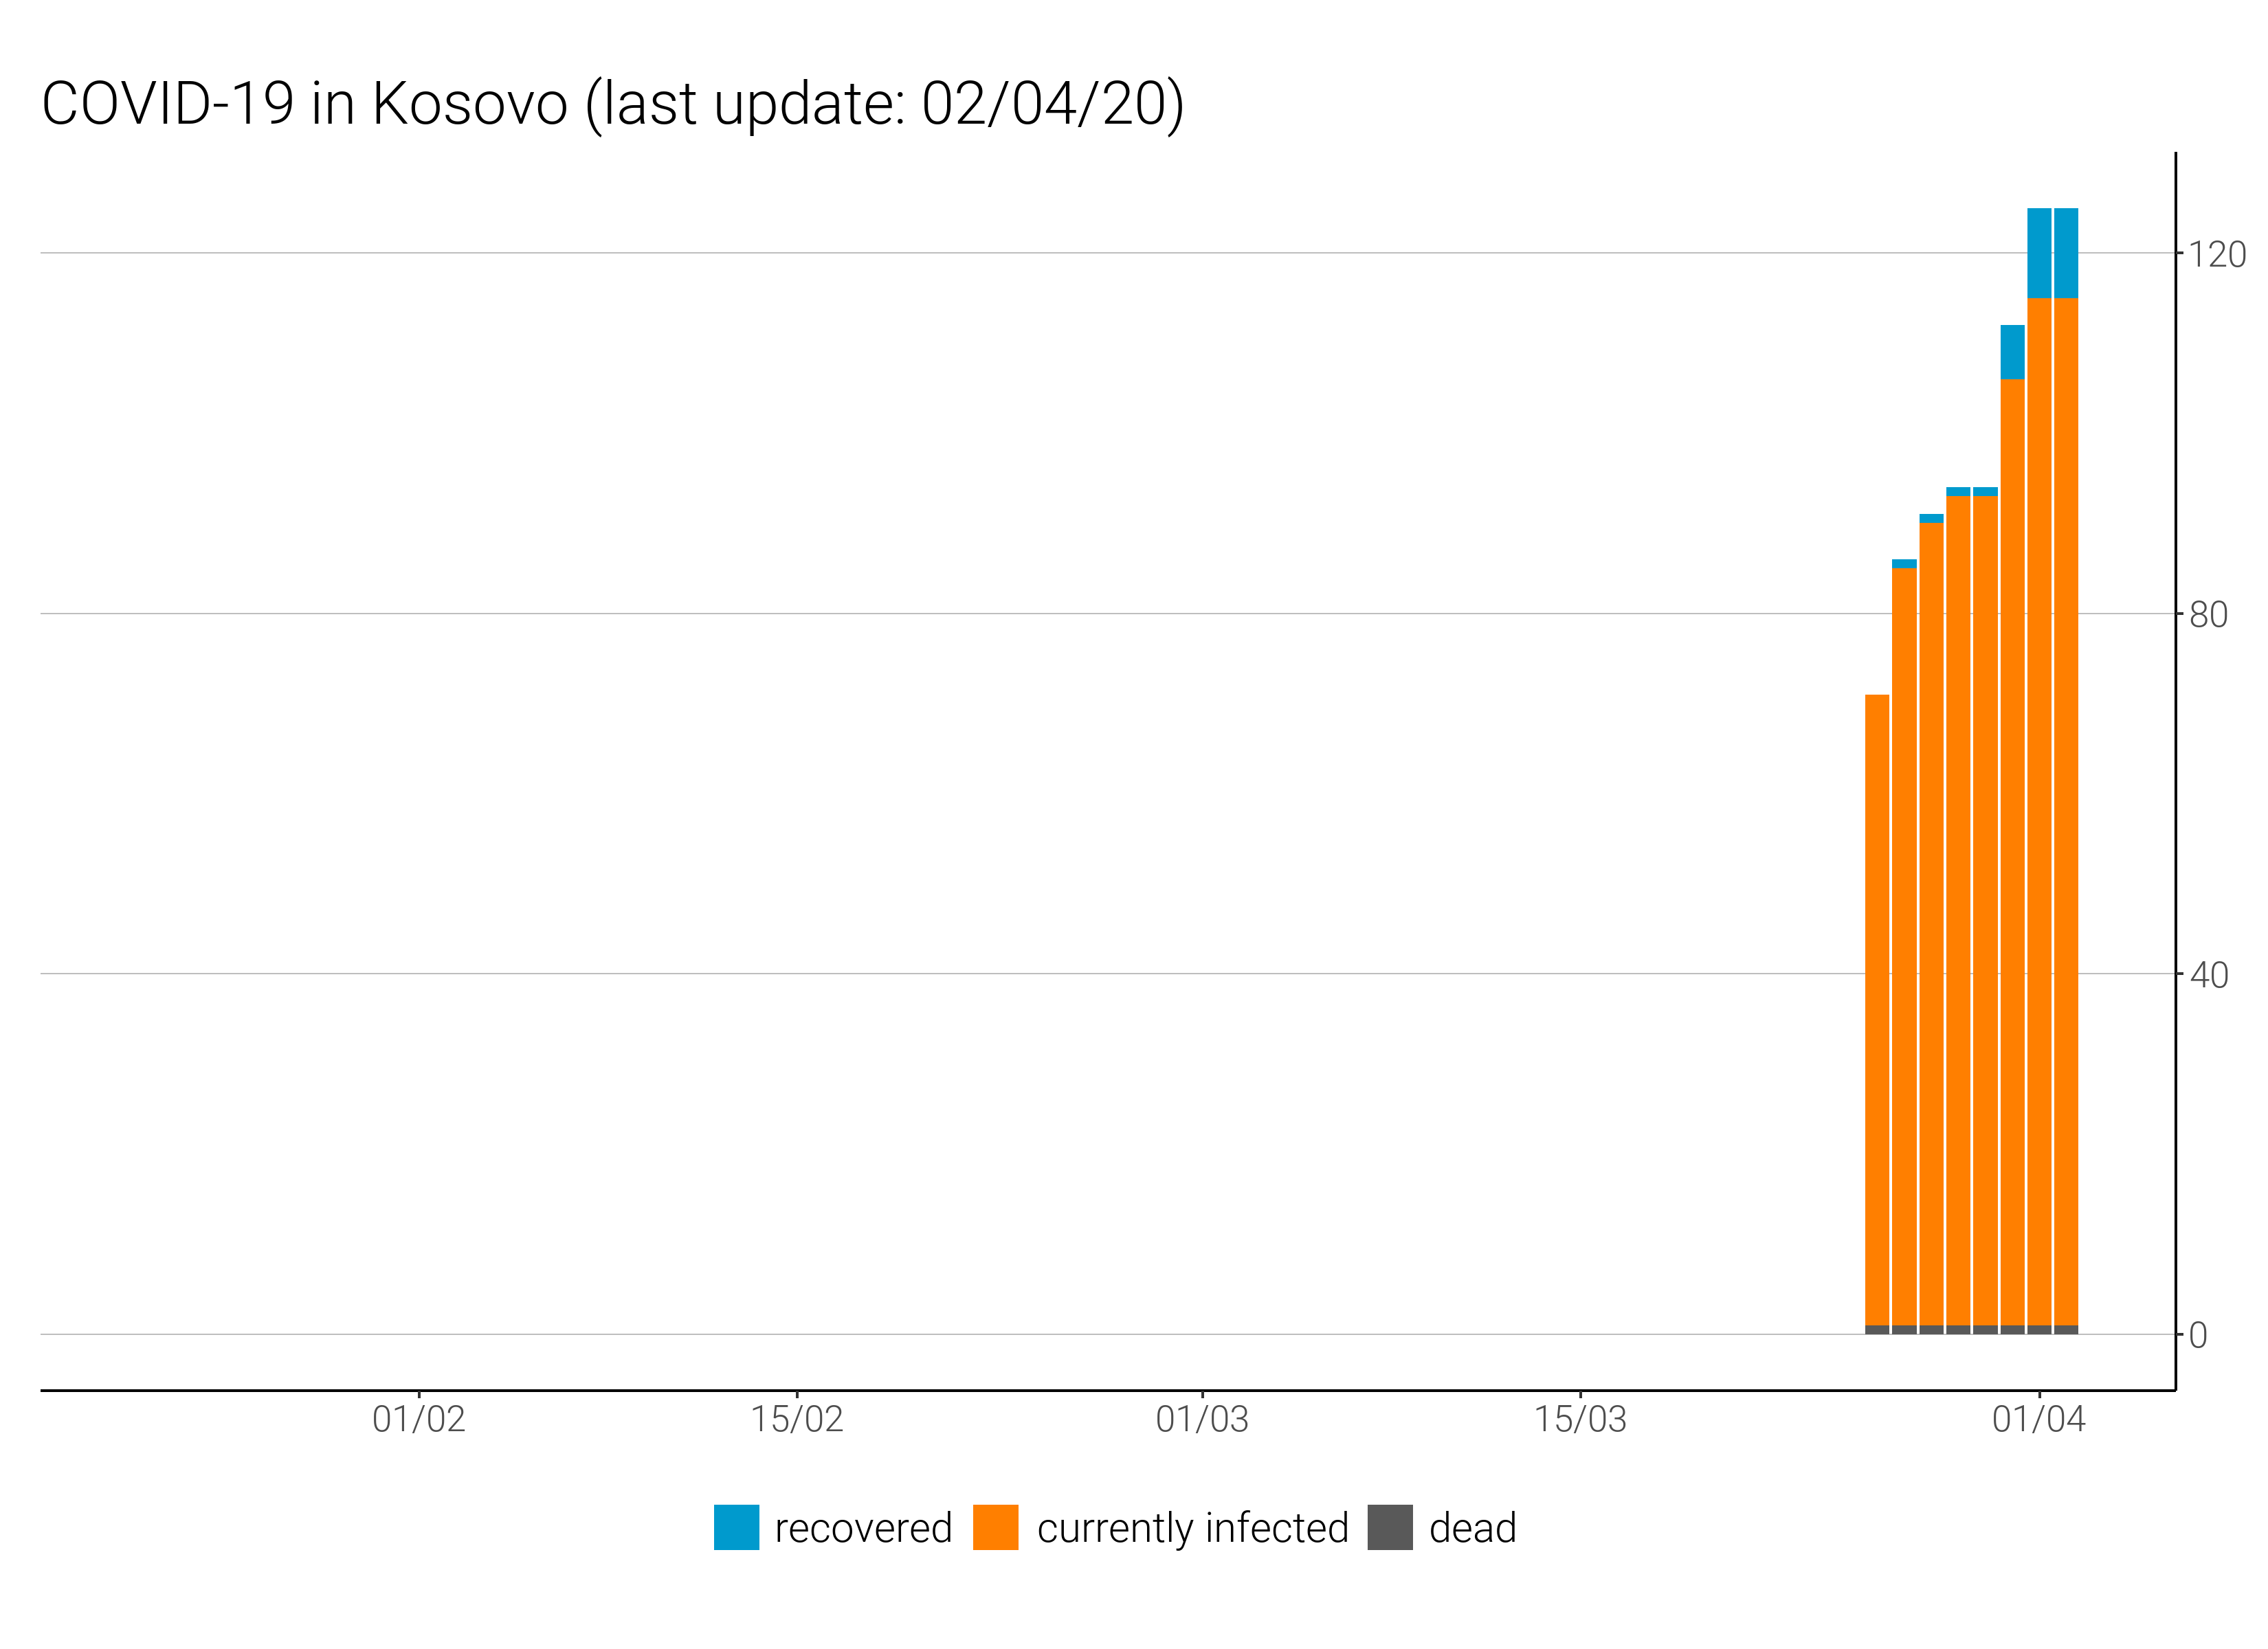 COVID-19 in Kosovo (last update: 02/04/20)
120
80
40
0
01/02 15/02 01/03 15/03 01/04
recovered currently infected dead